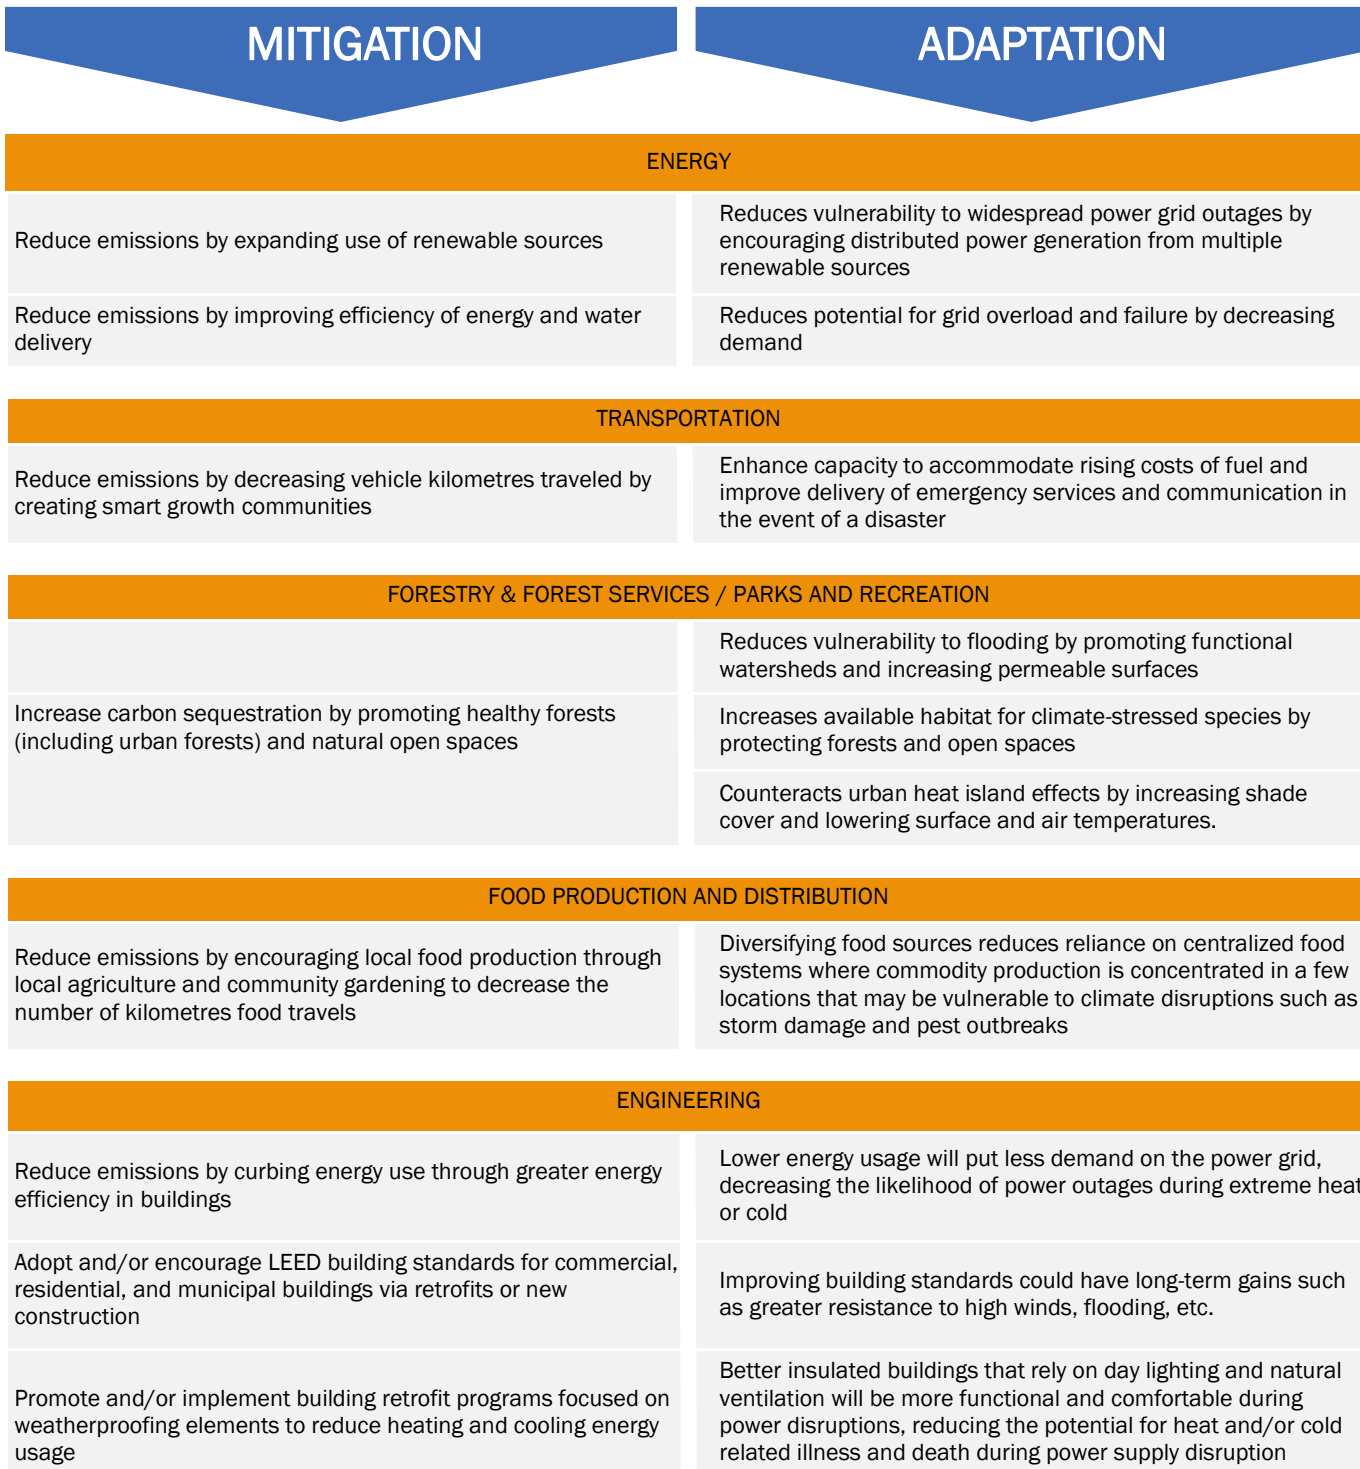 MITIGATION
ADAPTATION
ENERGY
Reduce emissions by expanding use of renewable sources
Reduces vulnerability to widespread power grid outages by
encouraging distributed power generation from multiple
renewable sources
Reduce emissions by improving efficiency of energy and water
delivery
Reduces potential for grid overload and failure by decreasing
demand
TRANSPORTATION
Reduce emissions by decreasing vehicle kilometres traveled by
creating smart growth communities
Enhance capacity to accommodate rising costs of fuel and
improve delivery of emergency services and communication in
the event of a disaster
FORESTRY & FOREST SERVICES / PARKS AND RECREATION
Reduces vulnerability to flooding by promoting functional
watersheds and increasing permeable surfaces
Increase carbon sequestration by promoting healthy forests
(including urban forests) and natural open spaces
Increases available habitat for climate-stressed species by
protecting forests and open spaces
Counteracts urban heat island effects by increasing shade
cover and lowering surface and air temperatures.
FOOD PRODUCTION AND DISTRIBUTION
Reduce emissions by encouraging local food production through
local agriculture and community gardening to decrease the
number of kilometres food travels
Diversifying food sources reduces reliance on centralized food
systems where commodity production is concentrated in a few
locations that may be vulnerable to climate disruptions such as
storm damage and pest outbreaks
ENGINEERING
Reduce emissions by curbing energy use through greater energy
efficiency in buildings
Lower energy usage will put less demand on the power grid,
decreasing the likelihood of power outages during extreme heat
or cold
Adopt and/or encourage LEED building standards for commercial,
residential, and municipal buildings via retrofits or new
construction
Improving building standards could have long-term gains such
as greater resistance to high winds, flooding, etc.
Promote and/or implement building retrofit programs focused on
weatherproofing elements to reduce heating and cooling energy
usage
Better insulated buildings that rely on day lighting and natural
ventilation will be more functional and comfortable during
power disruptions, reducing the potential for heat and/or cold
related illness and death during power supply disruption